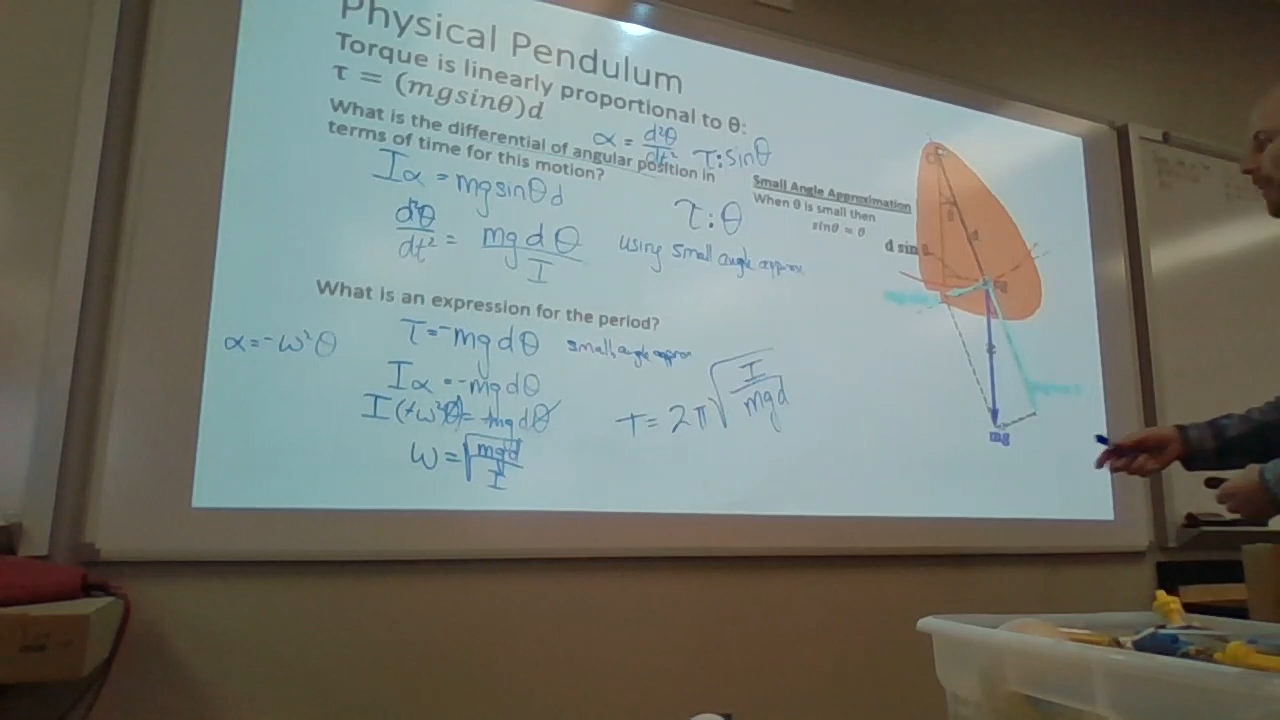 Physical Pendulum
Torque is linearly proportional to θ:
τ = (mgsinθ)d
What is the differential of angular position in
terms of time for this motion?
α = d²θ/dt²
τ:sinθ
Iα = mgsinθd
d²θ/dt² = mgdθ/I
τ:θ
using small angle approx
Small Angle Approximation
When θ is small then
sinθ ≈ θ
d sin
θ
d
mg
What is an expression for the period?
α=-ω²θ
τ=-mgdθ small angle approx
Iα=-mgdθ
I(+ω²θ)=+mgdθ
ω=√mgd/I
T=2π√I/mgd